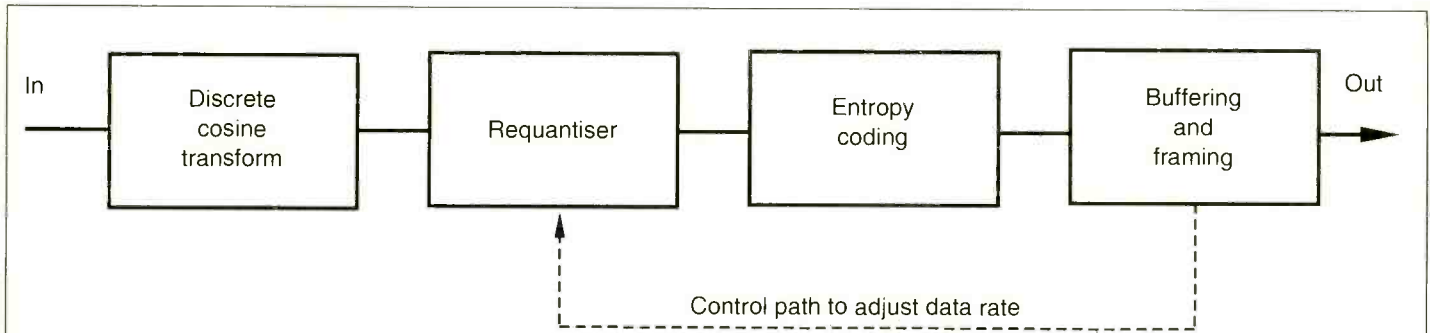 In
Discrete
cosine
transform
Requantiser
Entropy
coding
Buffering
and
framing
Out
Control path to adjust data rate